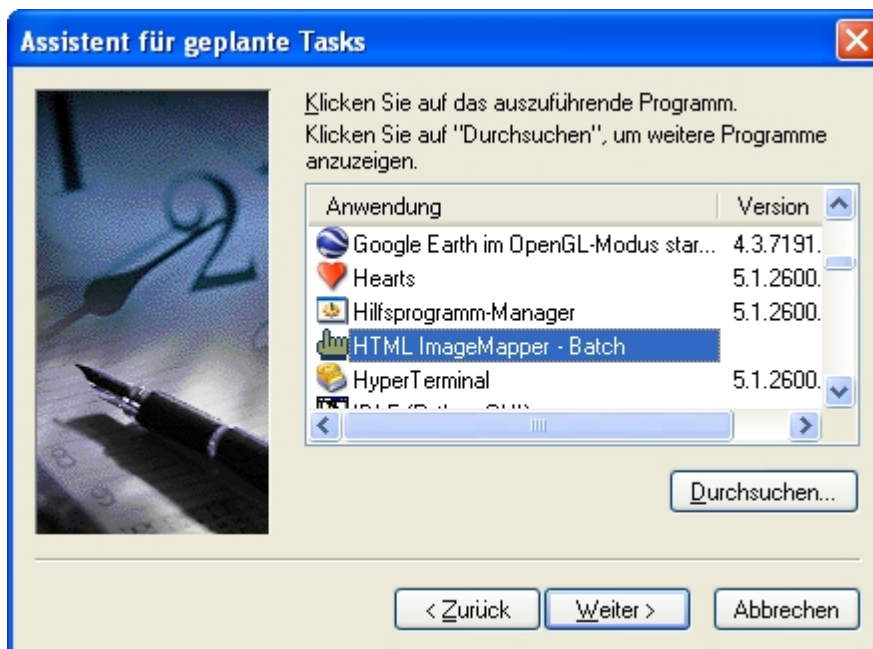 Assistent für geplante Tasks
Klicken Sie auf das auszuführende Programm.
Klicken Sie auf "Durchsuchen", um weitere Programme
anzuzeigen.
Anwendung Version
Google Earth im OpenGL-Modus star... 4.3.7191.
Hearts 5.1.2600.
Hilfsprogramm-Manager 5.1.2600.
HTML ImageMapper - Batch
HyperTerminal 5.1.2600.
Durchsuchen...
< Zurück Weiter > Abbrechen